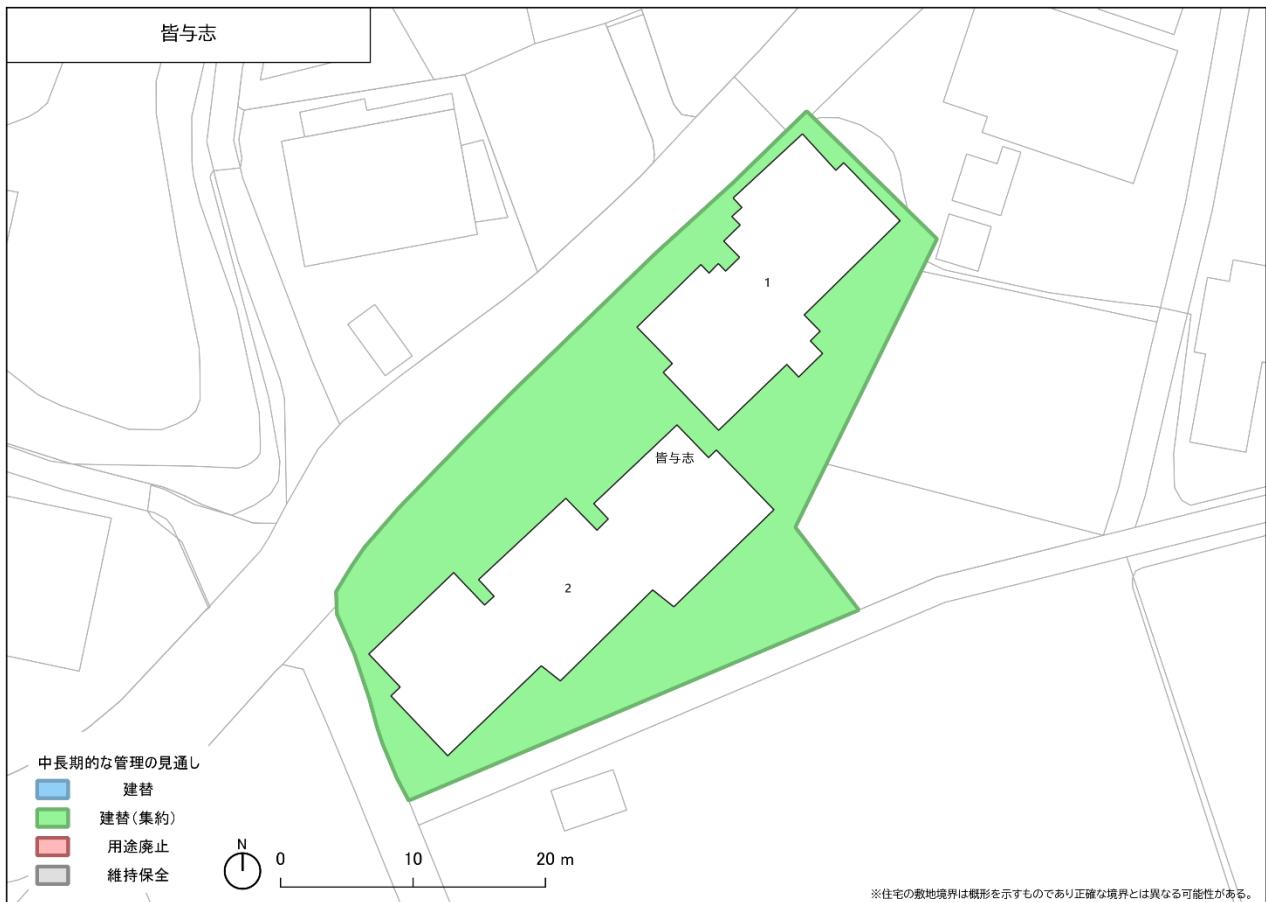 皆与志
1
皆与志
2
中長期的な管理の見通し
建替
建替(集約)
用途廃止
維持保全
N
0 10 20 m
※住宅の敷地境界は概形を示すものであり正確な境界とは異なる可能性がある。